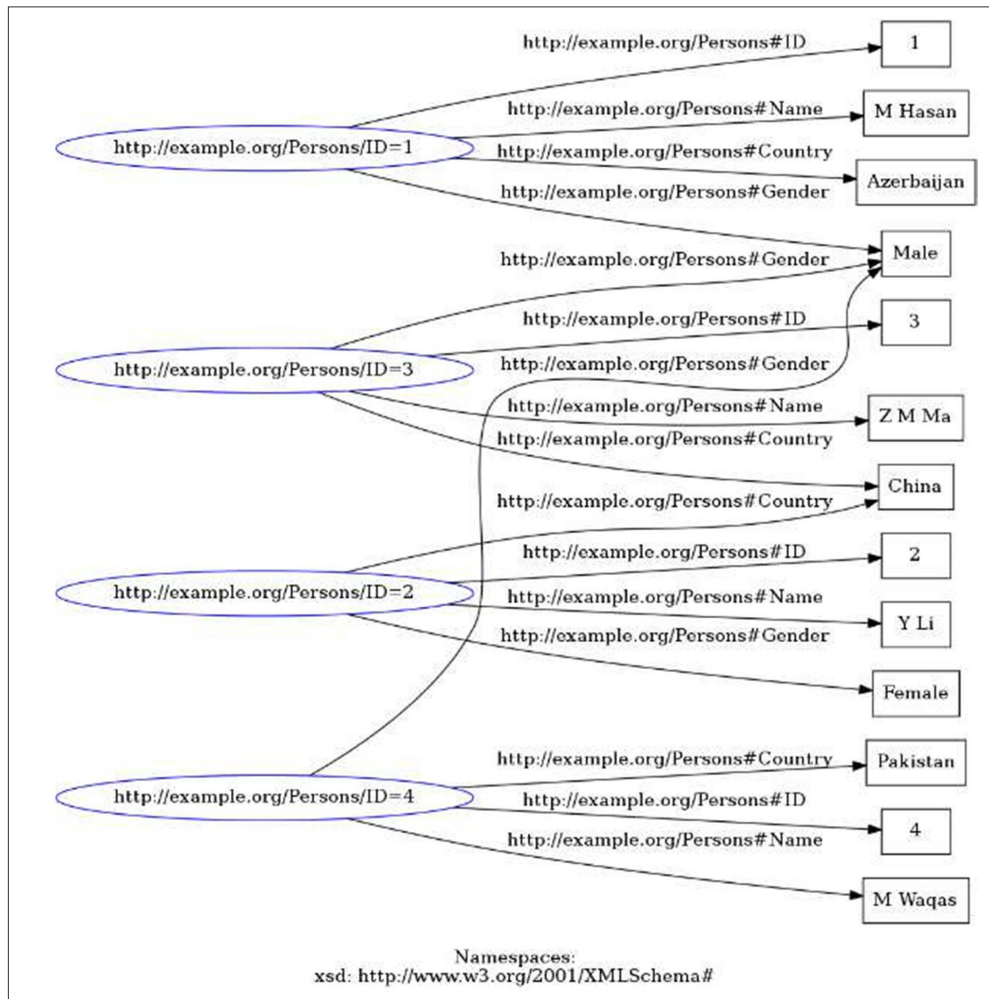 http://example.org/Persons#ID
1
http://example.org/Persons#Name
M Hasan
http://example.org/Persons/ID=1
http://example.org/Persons#Country
Azerbaijan
http://example.org/Persons#Gender
Male
http://example.org/Persons#Gender
http://example.org/Persons#ID
3
http://example.org/Persons/ID=3
http://example.org/Persons#Gender
http://example.org/Persons#Name
Z M Ma
http://example.org/Persons#Country
China
http://example.org/Persons#Country
http://example.org/Persons#ID
2
http://example.org/Persons/ID=2
http://example.org/Persons#Name
Y Li
http://example.org/Persons#Gender
Female
http://example.org/Persons#Country
Pakistan
http://example.org/Persons/ID=4
http://example.org/Persons#ID
4
http://example.org/Persons#Name
M Waqas
Namespaces:
xsd: http://www.w3.org/2001/XMLSchema#